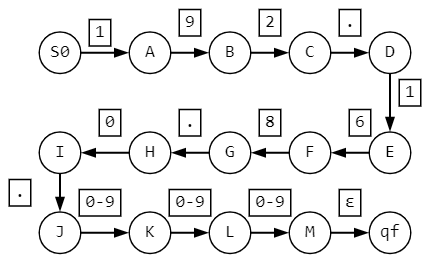 1 9 2 .
S0 A B C D
1
0 . 8 6
I H G F E
.
0-9 0-9 0-9 ε
J K L M qf